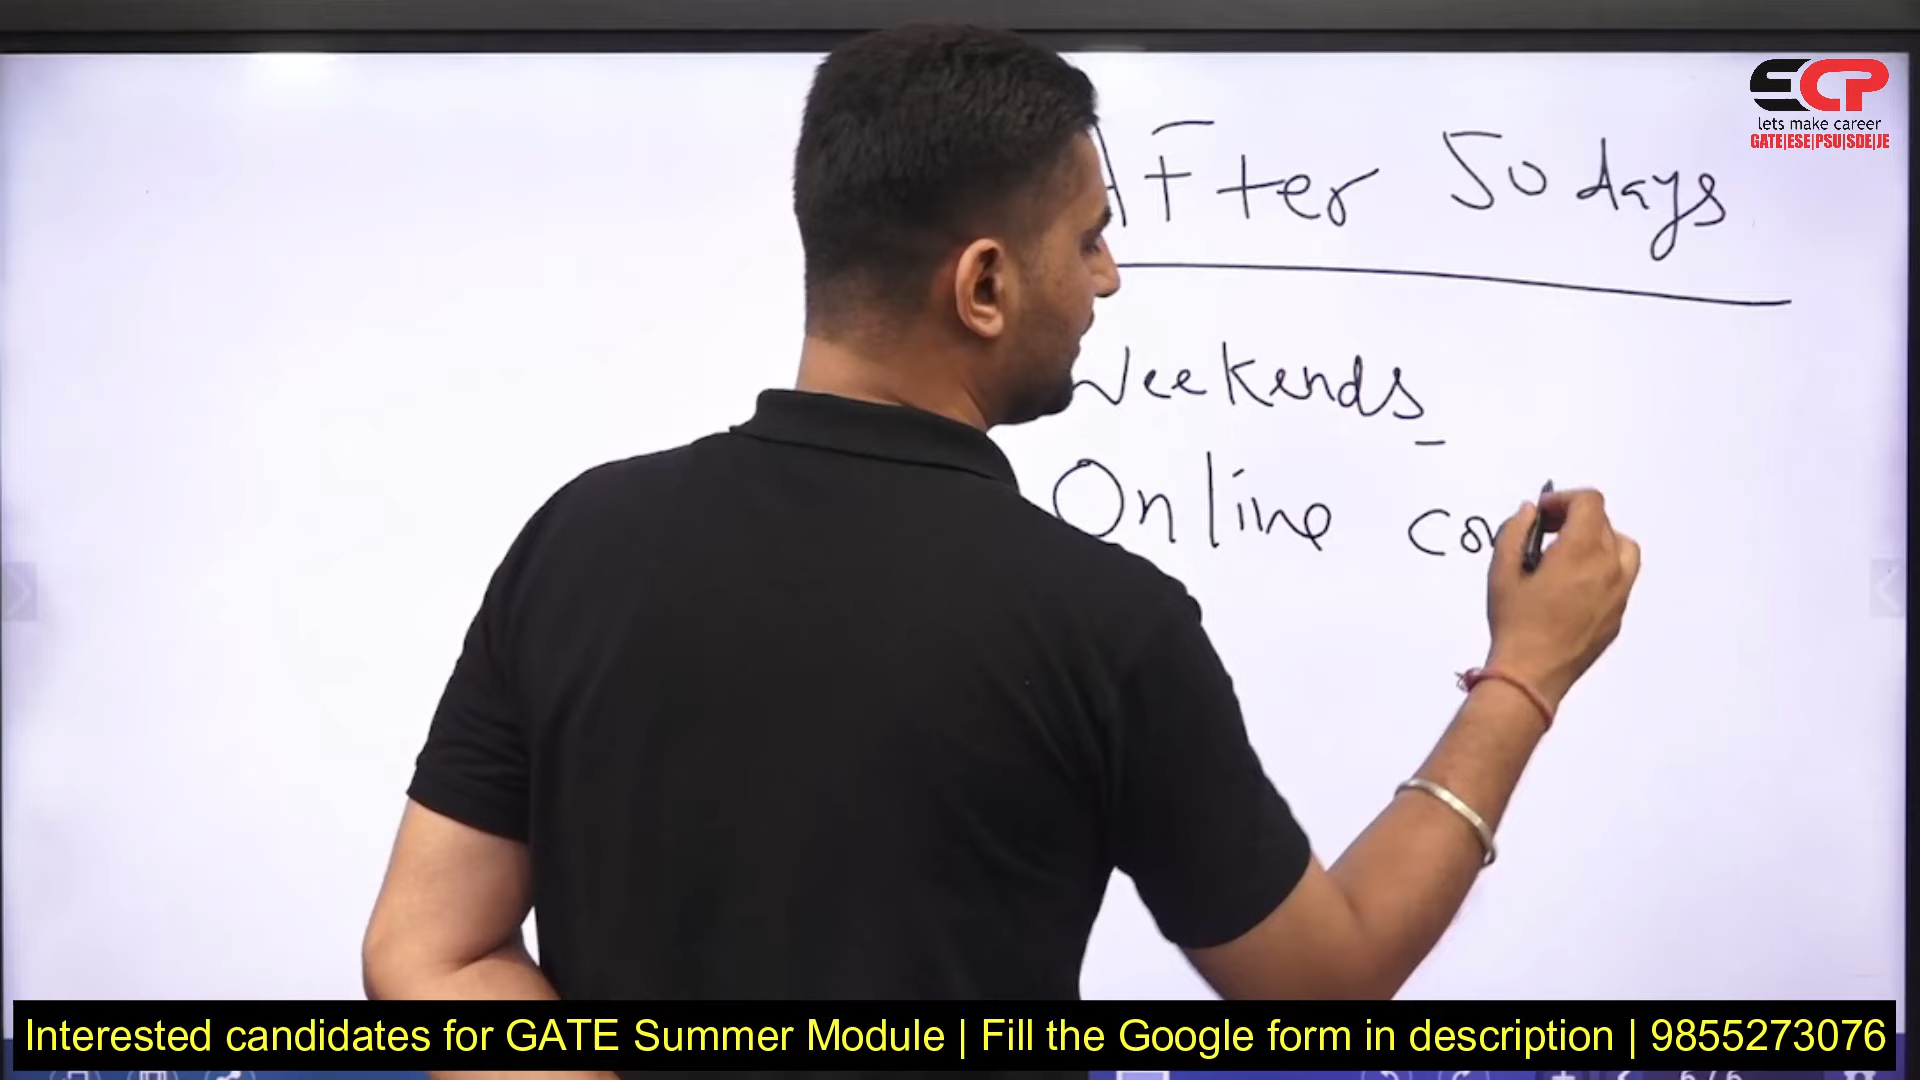 ECP
lets make career
GATE|ESE|PSU|SDE|JE
After 50 days
Weekends
Online
Interested candidates for GATE Summer Module | Fill the Google form in description | 9855273076